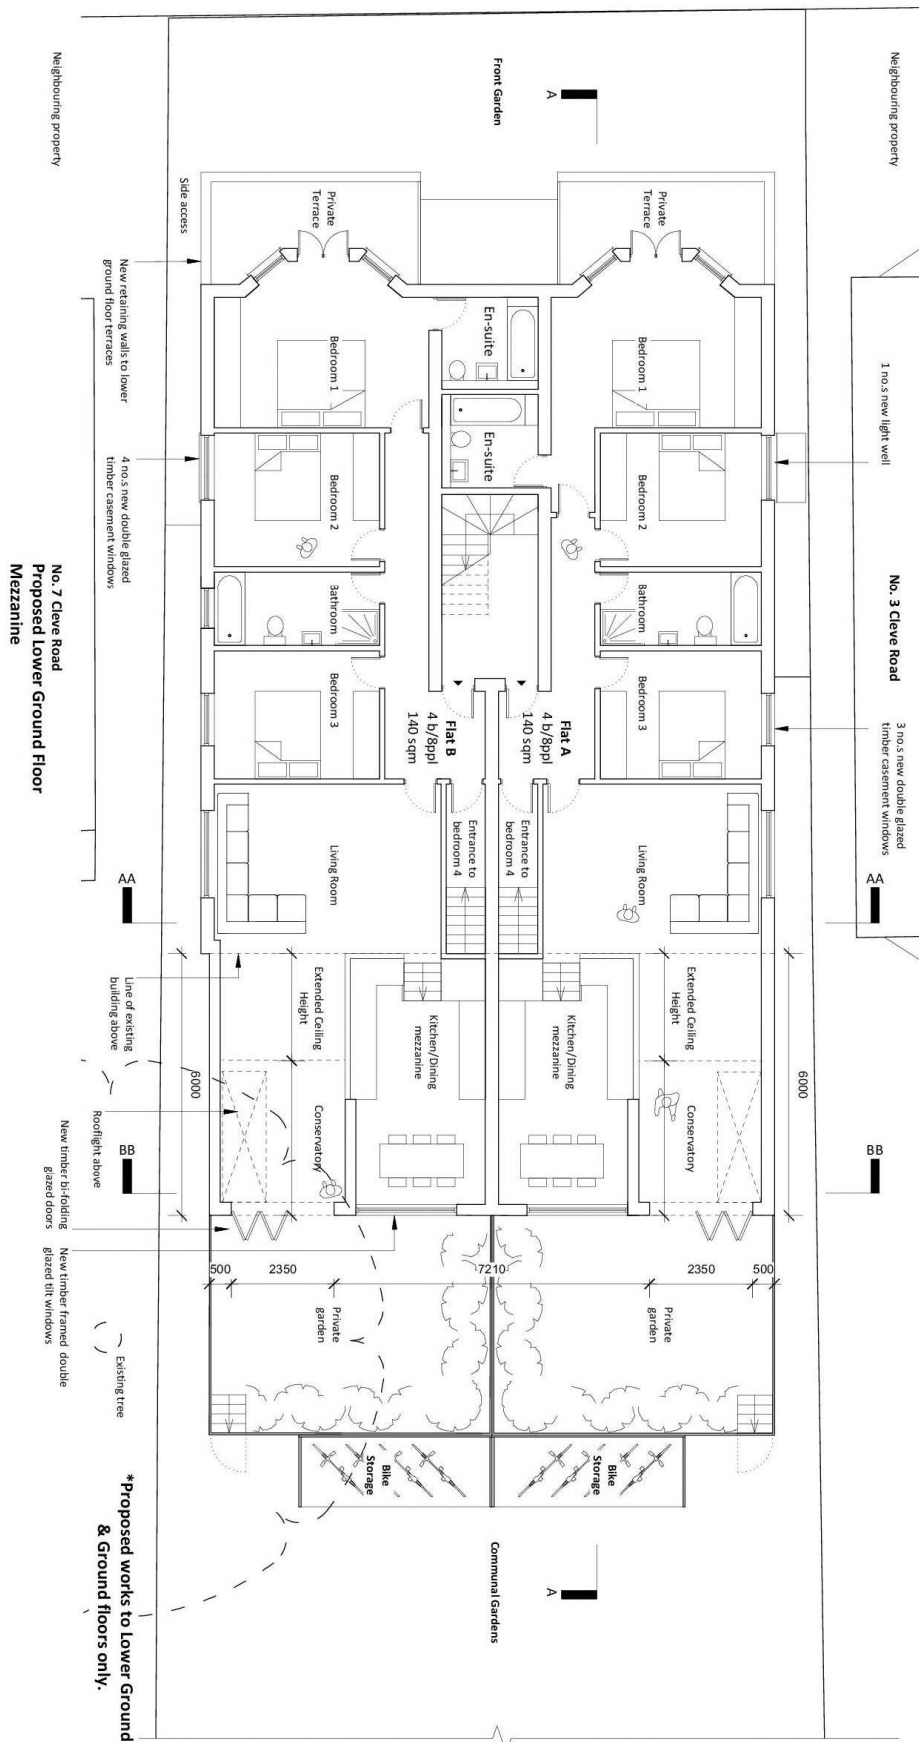 Neighbouring property
Neighbouring property
Front Garden
A
Side access
Private
Terrace
Private
Terrace
New retaining walls to lower
ground floor terraces
1 no.s new light well
Bedroom 1
En-suite
Bedroom 1
4 no.s new double glazed
timber casement windows
Bedroom 2
En-suite
Bedroom 2
No. 7 Cleve Road
Proposed Lower Ground Floor
Mezzanine
No. 3 Cleve Road
Bathroom
Bathroom
Bedroom 3
Flat B
4 b/8ppl
140 sqm
Flat A
4 b/8ppl
140 sqm
Bedroom 3
3 no.s new double glazed
timber casement windows
Living Room
Entrance to
bedroom 4
Entrance to
bedroom 4
Living Room
AA
AA
Line of existing
building above
Extended Ceiling
Height
Kitchen/Dining
mezzanine
Kitchen/Dining
mezzanine
Extended Ceiling
Height
6000
6000
Rooflight above
Conservatory
Conservatory
BB
BB
New timber bi-folding
glazed doors
New timber framed double
glazed tilt windows
500
2350
7210
2350
500
Private
garden
Private
garden
Existing tree
Bike
Storage
Bike
Storage
*Proposed works to Lower Ground
& Ground floors only.
Communal Gardens
A